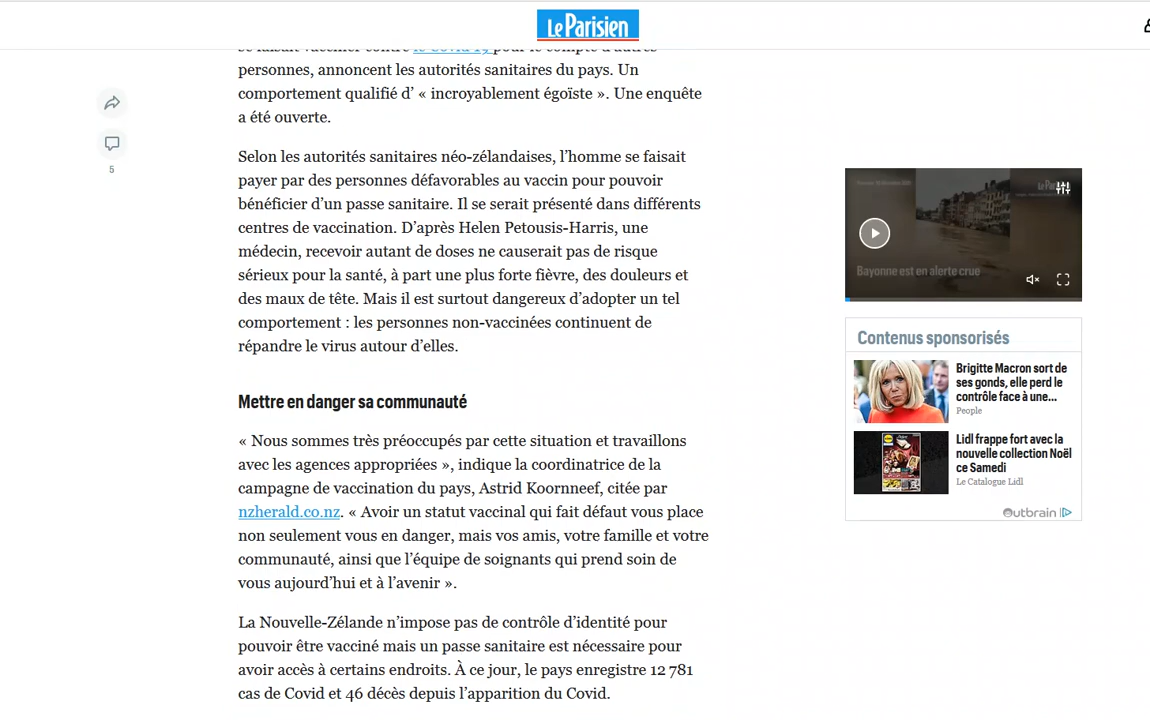 Le Parisien
se faisait vacciner contre le Covid-19 pour le compte d'autres
personnes, annoncent les autorités sanitaires du pays. Un
comportement qualifié d' « incroyablement égoïste ». Une enquête
a été ouverte.
5
Selon les autorités sanitaires néo-zélandaises, l'homme se faisait
payer par des personnes défavorables au vaccin pour pouvoir
bénéficier d'un passe sanitaire. Il se serait présenté dans différents
centres de vaccination. D'après Helen Petousis-Harris, une
médecin, recevoir autant de doses ne causerait pas de risque
sérieux pour la santé, à part une plus forte fièvre, des douleurs et
des maux de tête. Mais il est surtout dangereux d'adopter un tel
comportement : les personnes non-vaccinées continuent de
répandre le virus autour d'elles.
Mettre en danger sa communauté
« Nous sommes très préoccupés par cette situation et travaillons
avec les agences appropriées », indique la coordinatrice de la
campagne de vaccination du pays, Astrid Koornneef, citée par
nzherald.co.nz. « Avoir un statut vaccinal qui fait défaut vous place
non seulement vous en danger, mais vos amis, votre famille et votre
communauté, ainsi que l'équipe de soignants qui prend soin de
vous aujourd'hui et à l'avenir ».
La Nouvelle-Zélande n'impose pas de contrôle d'identité pour
pouvoir être vacciné mais un passe sanitaire est nécessaire pour
avoir accès à certains endroits. À ce jour, le pays enregistre 12 781
cas de Covid et 46 décès depuis l'apparition du Covid.
Bayonne est en alerte crue
Contenus sponsorisés
Brigitte Macron sort de
ses gonds, elle perd le
contrôle face à une...
People
Lidl frappe fort avec la
nouvelle collection Noël
ce Samedi
Le Catalogue Lidl
Outbrain